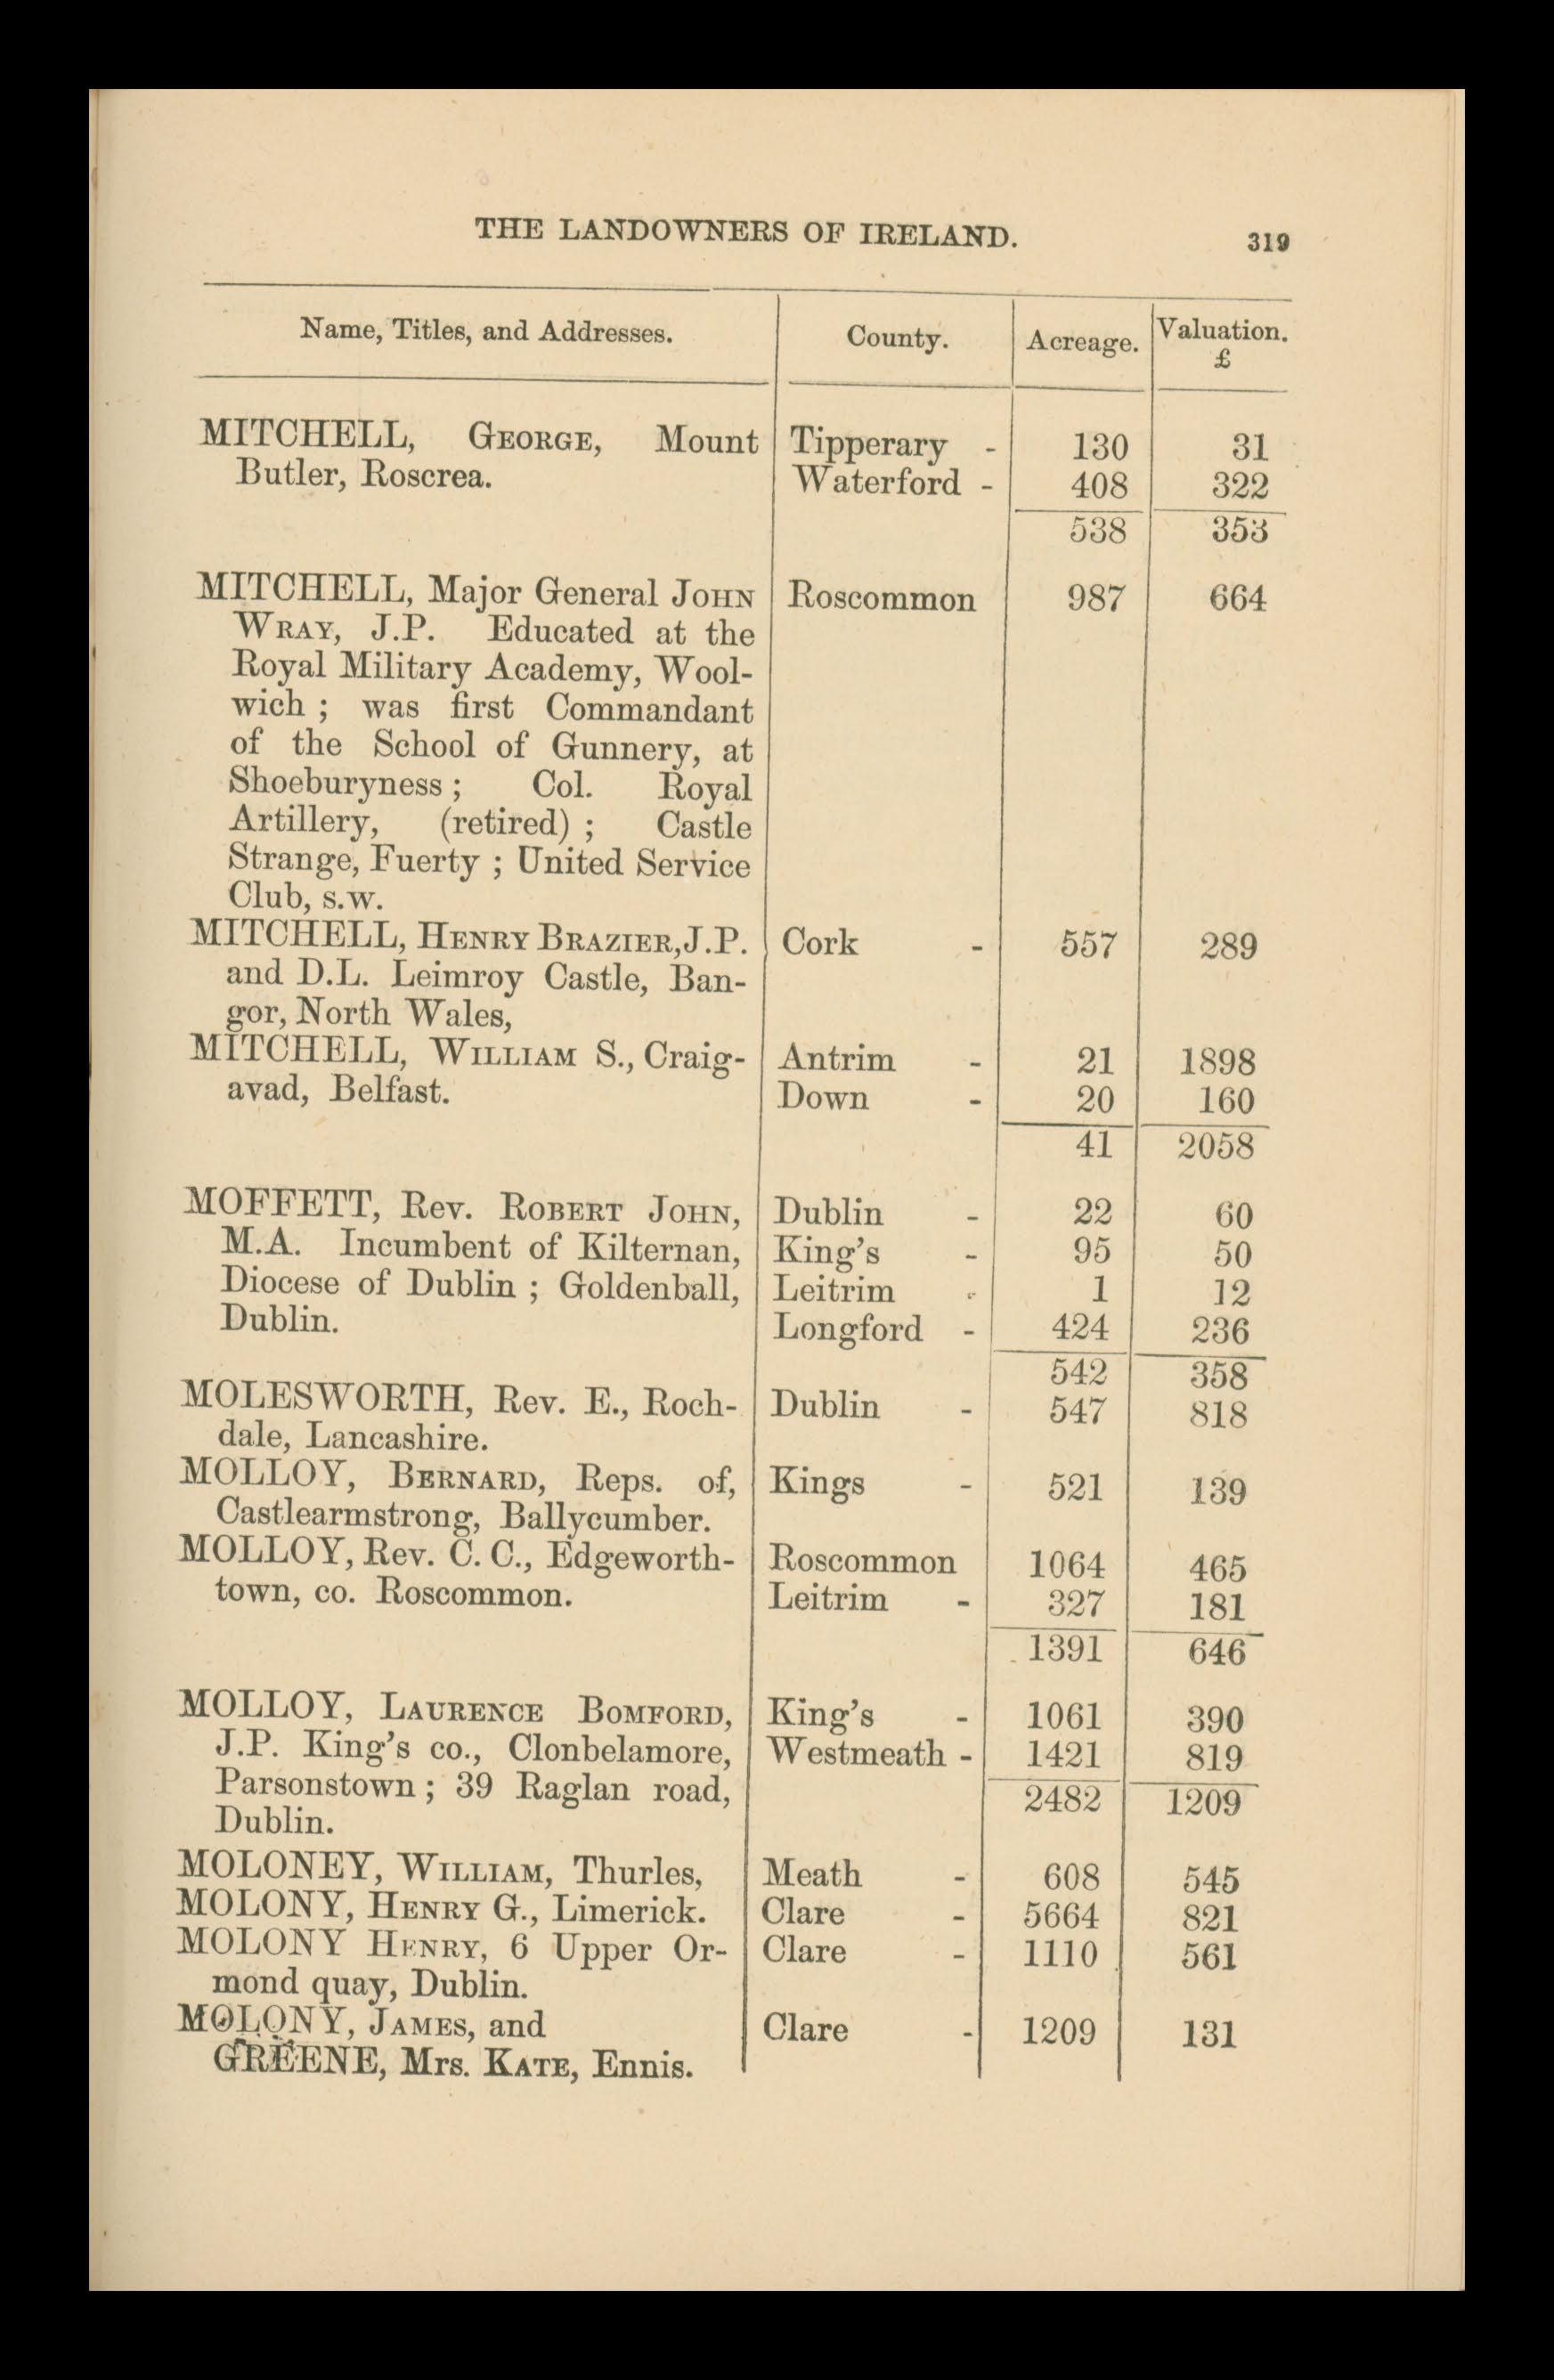 THE LANDOWNERS OF IRELAND. 319
Name, Titles, and Addresses. County. Acreage. Valuation.
£
MITCHELL, GEORGE, Mount Tipperary - 130 31
Butler, Roscrea. Waterford - 408 322
538 353
MITCHELL, Major General JOHN Roscommon 987 664
WRAY, J.P. Educated at the
Royal Military Academy, Wool-
wich ; was first Commandant
of the School of Gunnery, at
Shoeburyness ; Col. Royal
Artillery, (retired) ; Castle
Strange, Fuerty ; United Service
Club, S.W.
MITCHELL, HENRY BRAZIER, J.P. Cork - 557 289
and D.L. Leimroy Castle, Ban-
gor, North Wales,
MITCHELL, WILLIAM S., Craig- Antrim - 21 1898
avad, Belfast. Down - 20 160
41 2058
MOFFETT, Rev. ROBERT JOHN, Dublin - 22 60
M.A. Incumbent of Kilternan, King's - 95 50
Diocese of Dublin ; Goldenball, Leitrim - 1 12
Dublin. Longford - 424 236
542 358
MOLESWORTH, Rev. E., Roch- Dublin - 547 818
dale, Lancashire.
MOLLOY, BERNARD, Reps. of, Kings - 521 139
Castlearmstrong, Ballycumber.
MOLLOY, Rev. C. C., Edgeworth- Roscommon 1064 465
town, co. Roscommon. Leitrim - 327 181
1391 646
MOLLOY, LAURENCE BOMFORD, King's - 1061 390
J.P. King's co., Clonbelamore, Westmeath - 1421 819
Parsonstown ; 39 Raglan road, 2482 1209
Dublin.
MOLONEY, WILLIAM, Thurles, Meath - 608 545
MOLONY, HENRY G., Limerick. Clare - 5664 821
MOLONY HENRY, 6 Upper Or- Clare - 1110 561
mond quay, Dublin.
MOLONY, JAMES, and Clare - 1209 131
GREENE, Mrs. KATE, Ennis.